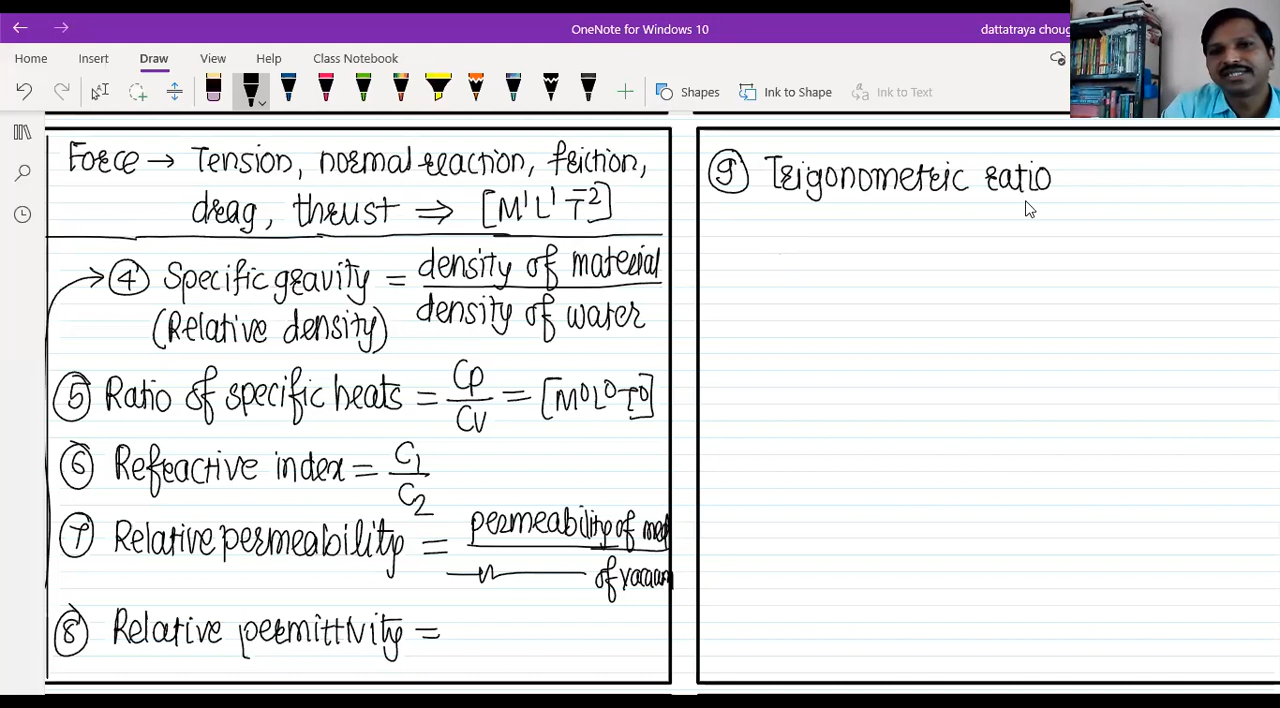 OneNote for Windows 10
dattatraya choug
Home Insert Draw View Help Class Notebook
Shapes Ink to Shape Ink to Text
Force → Tension, normal reaction, friction,
drag, thrust ⇒ [M¹L¹T⁻²]
④ Specific gravity = density of material
density of water
(Relative density)
⑤ Ratio of specific heats = Cp/Cv = [M⁰L⁰T⁰]
⑥ Refractive index = C₁/C₂
⑦ Relative permeability = permeability of med
of vacaum
⑧ Relative permittivity =
⑨ Trigonometric ratio